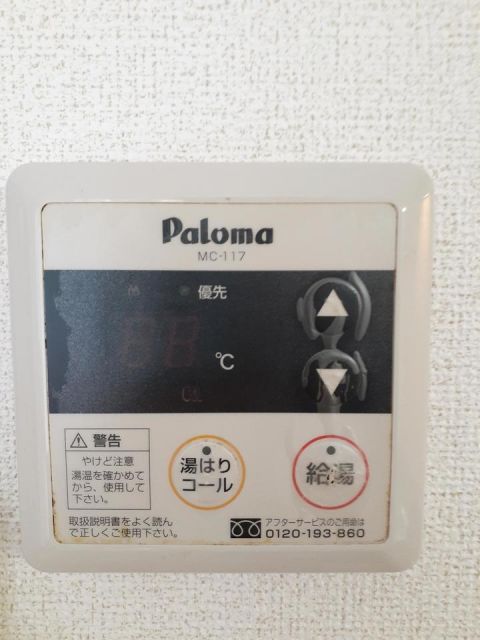 Paloma
MC-117
優先
℃
警告
やけど注意
湯温を確かめて
から、使用して
下さい。
湯はり
コール
給湯
取扱説明書をよく読ん
で正しくご使用下さい。
アフターサービスのご用命は
0120-193-860